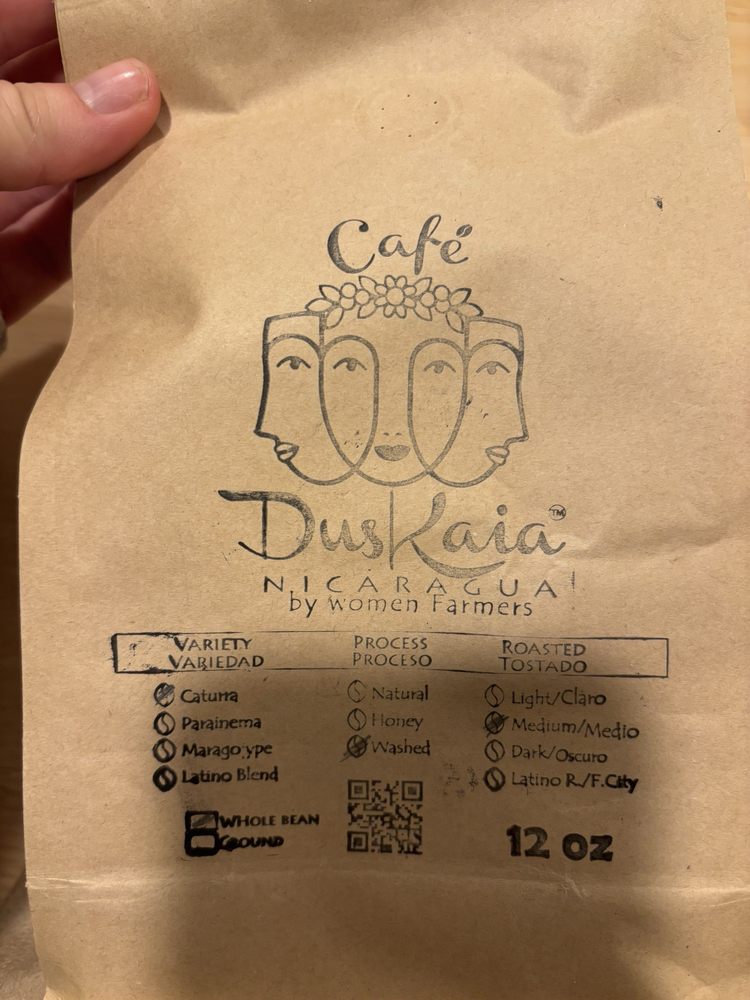 Café
DusKaia™
NICARAGUA
by women Farmers
VARIETY PROCESS ROASTED
VARIEDAD PROCESO TOSTADO
Caturra Natural Light/Claro
Parainema Honey Medium/Medio
Maragoype Washed Dark/Oscuro
Latino Blend Latino R./F.City
WHOLE BEAN
GROUND
12 oz